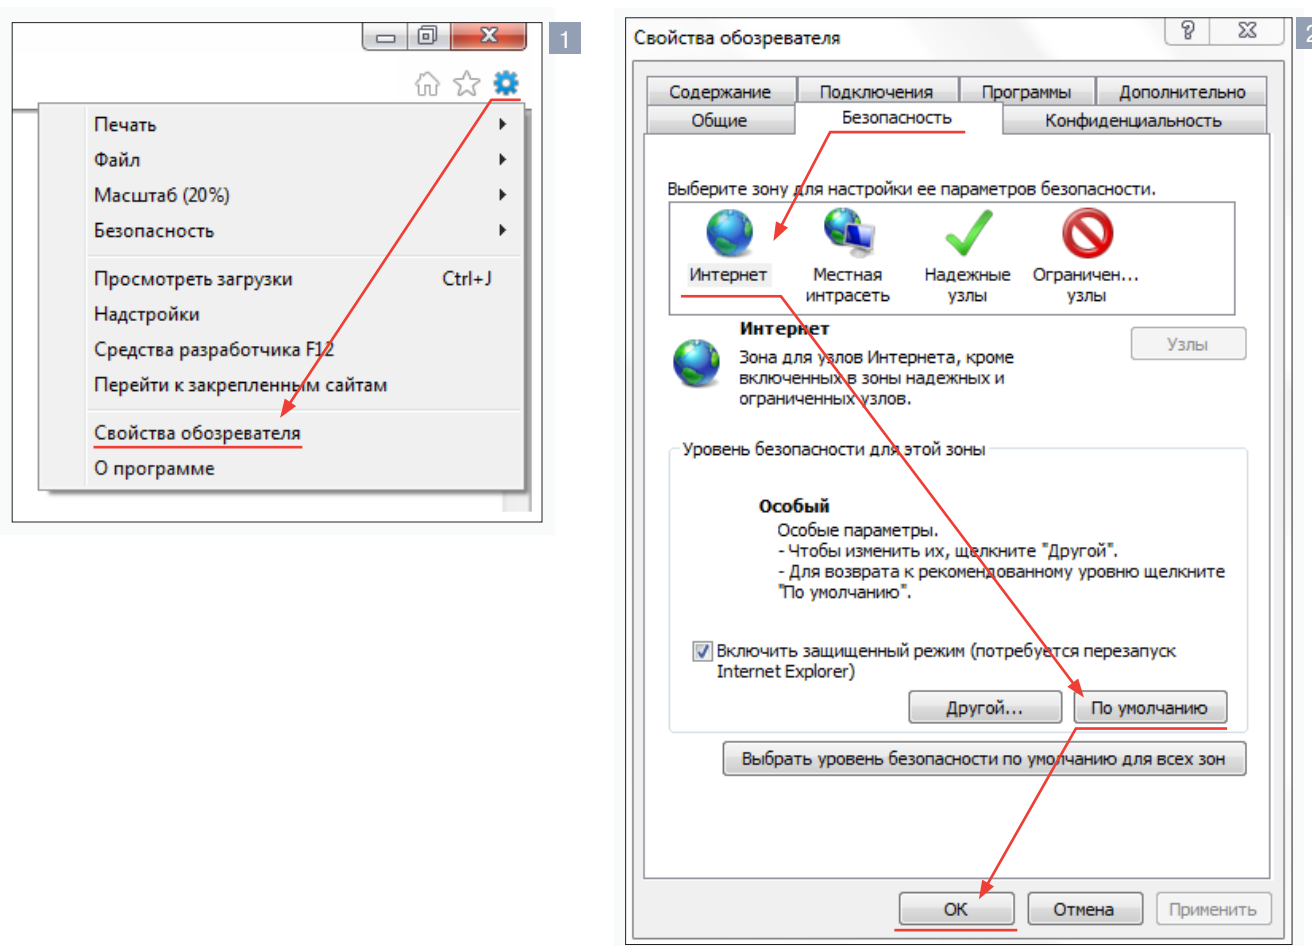 1
Печать
Файл
Масштаб (20%)
Безопасность
Просмотреть загрузки Ctrl+J
Надстройки
Средства разработчика F12
Перейти к закрепленным сайтам
Свойства обозревателя
О программе
2
Свойства обозревателя
Содержание Подключения Программы Дополнительно
Общие Безопасность Конфиденциальность
Выберите зону для настройки ее параметров безопасности.
Интернет Местная Надежные Ограничен...
интрасеть узлы узлы
Интернет
Узлы
Зона для узлов Интернета, кроме
включенных в зоны надежных и
ограниченных узлов.
Уровень безопасности для этой зоны
Особый
Особые параметры.
- Чтобы изменить их, щелкните "Другой".
- Для возврата к рекомендованному уровню щелкните
"По умолчанию".
Включить защищенный режим (потребуется перезапуск
Internet Explorer)
Другой... По умолчанию
Выбрать уровень безопасности по умолчанию для всех зон
ОК Отмена Применить